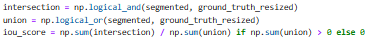 intersection = np.logical_and(segmented, ground_truth_resized)
union = np.logical_or(segmented, ground_truth_resized)
iou_score = np.sum(intersection) / np.sum(union) if np.sum(union) > 0 else 0